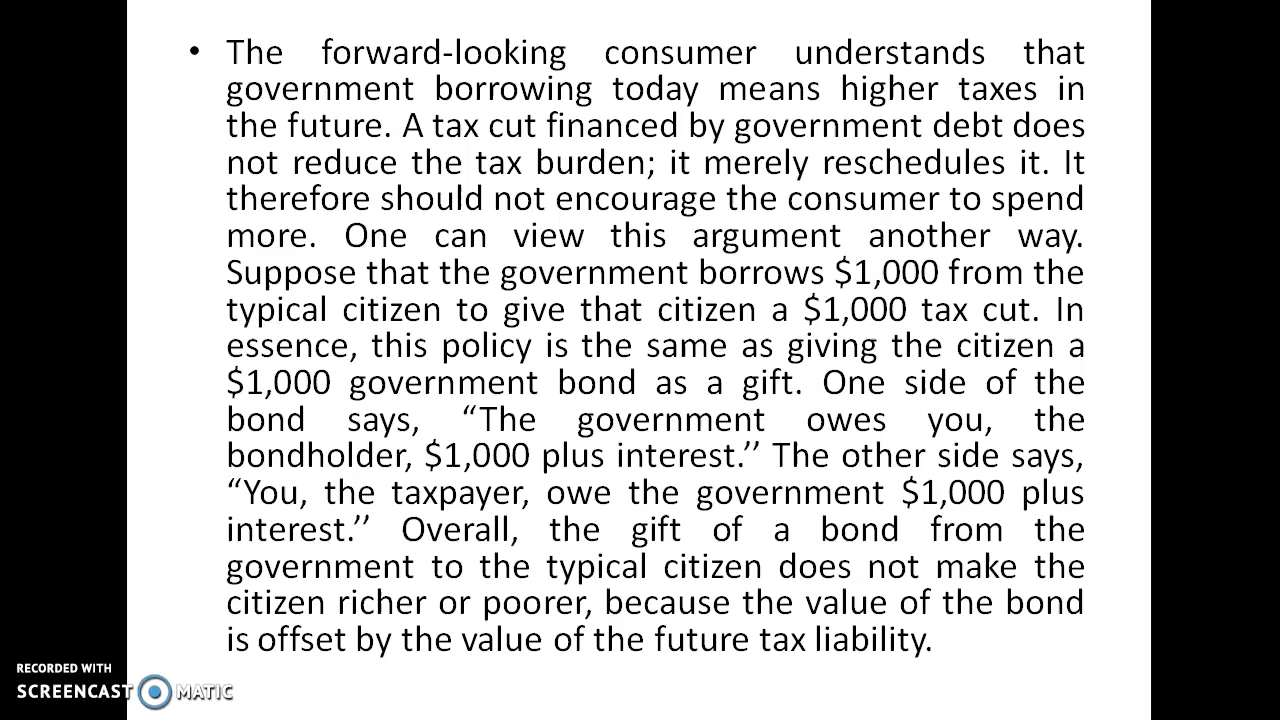 • The forward-looking consumer understands that
government borrowing today means higher taxes in
the future. A tax cut financed by government debt does
not reduce the tax burden; it merely reschedules it. It
therefore should not encourage the consumer to spend
more. One can view this argument another way.
Suppose that the government borrows $1,000 from the
typical citizen to give that citizen a $1,000 tax cut. In
essence, this policy is the same as giving the citizen a
$1,000 government bond as a gift. One side of the
bond says, “The government owes you, the
bondholder, $1,000 plus interest.’’ The other side says,
“You, the taxpayer, owe the government $1,000 plus
interest.’’ Overall, the gift of a bond from the
government to the typical citizen does not make the
citizen richer or poorer, because the value of the bond
is offset by the value of the future tax liability.
RECORDED WITH
SCREENCAST MATIC